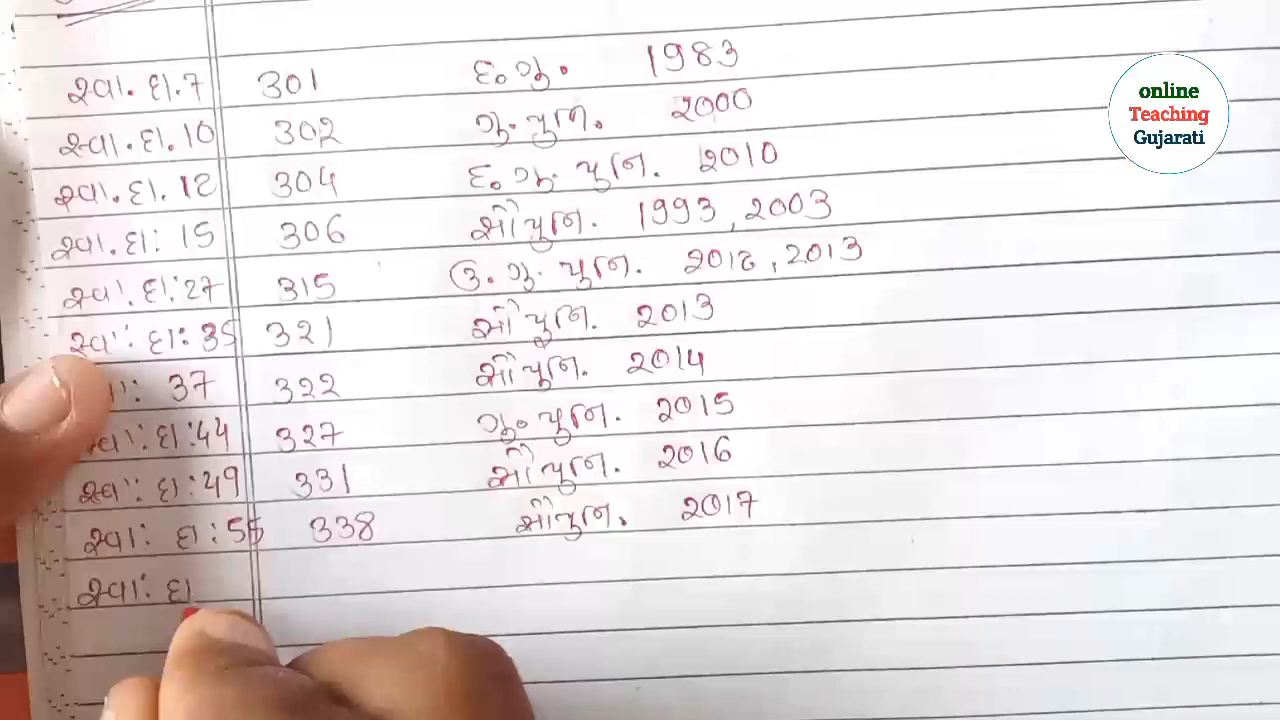 સ્વા. દા. 7 301 દ. ગુ. 1983
સ્વા. દા. 10 302 ગુ. યુનિ. 2000
સ્વા. દા. 12 304 દ. ગુ. યુનિ. 2010
સ્વા. દા: 15 306 સૌ યુનિ. 1993, 2003
સ્વા. દા: 27 315 ઉ. ગુ. યુનિ. 2012, 2013
સ્વા: દા: 35 321 સૌ યુનિ. 2013
37 322 સૌ યુનિ. 2014
સ્વા: દા: 44 327 ગુ. યુનિ. 2015
સ્વા: દા: 49 331 સૌ યુનિ. 2016
સ્વા: દા: 55 338 સૌ યુનિ. 2017
સ્વા: દા
online
Teaching
Gujarati